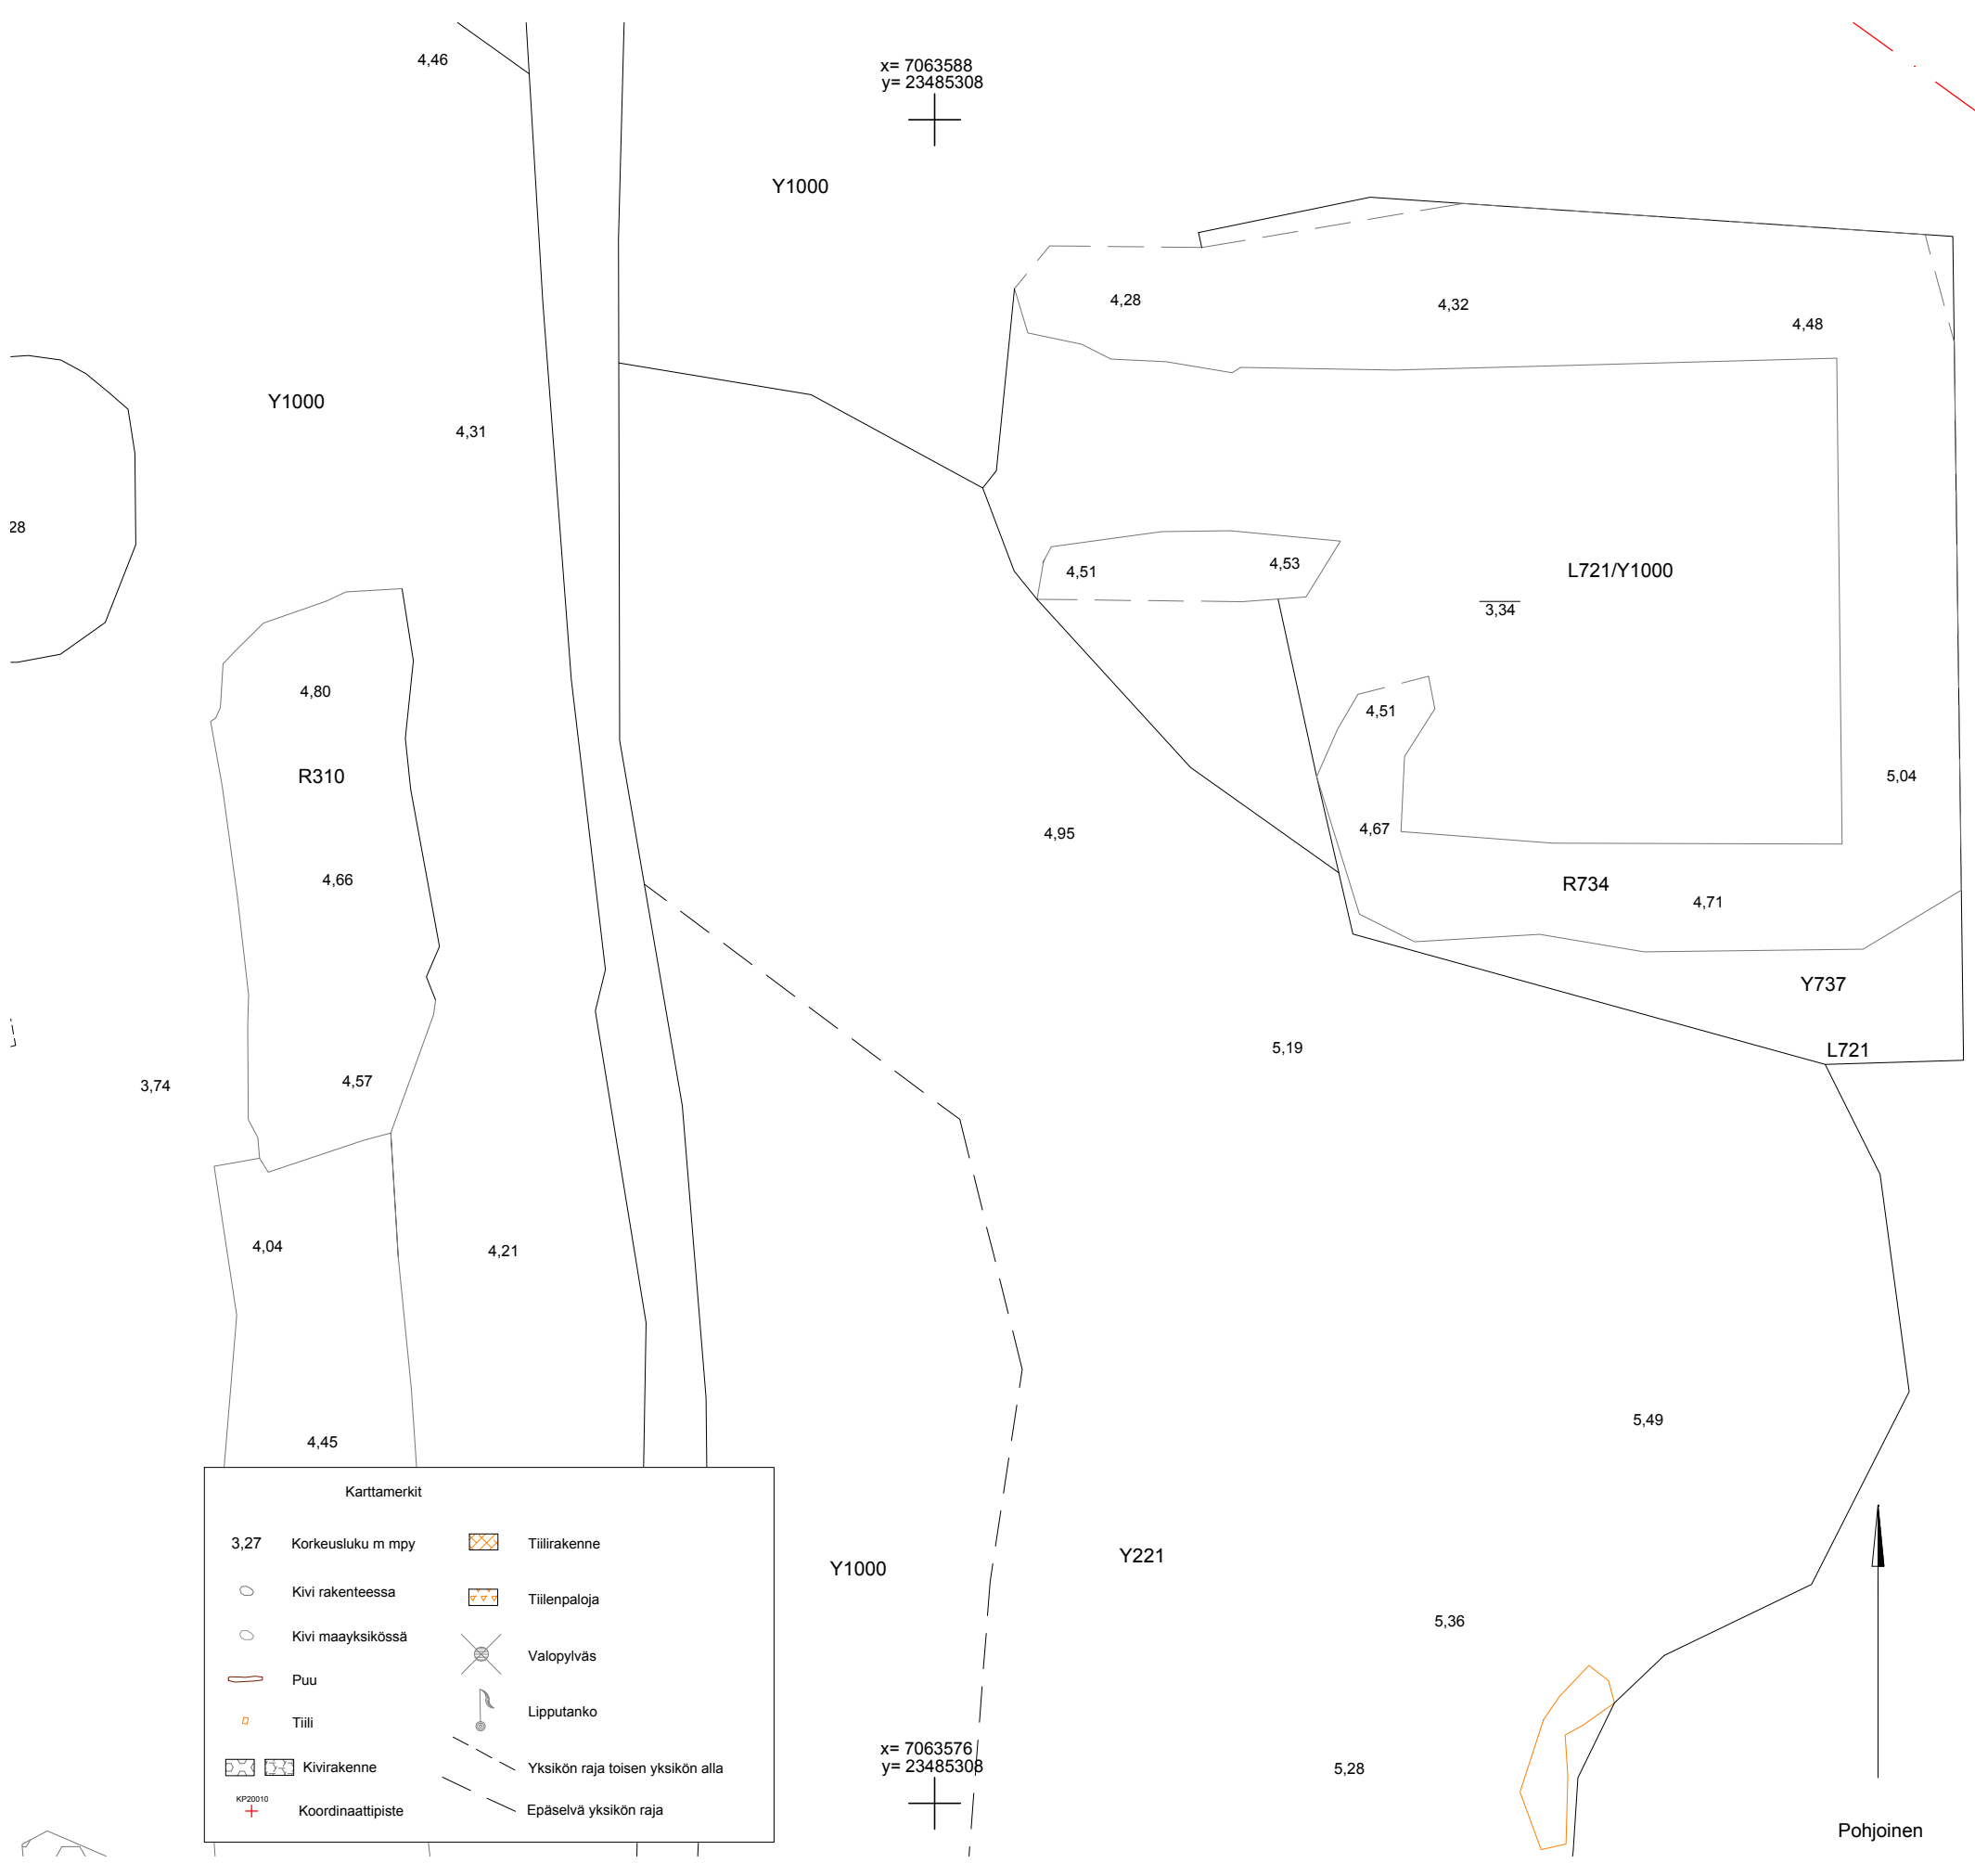 4,46
x= 7063588
y= 23485308
Y1000
4,28
4,32
4,48
Y1000
4,31
28
4,51
4,53
L721/Y1000
3,34
4,80
4,51
R310
5,04
4,95
4,67
4,66
R734
4,71
Y737
5,19
L721
4,57
3,74
4,04
4,21
5,49
4,45
Karttamerkit
3,27 Korkeusluku m mpy
Kivi rakenteessa
Kivi maayksikössä
Puu
Tiili
Kivirakenne
KP20010
Koordinaattipiste
Tiilirakenne
Tiilenpaloja
Valopylväs
Lipputanko
Yksikön raja toisen yksikön alla
Epäselvä yksikön raja
Y1000
Y221
5,36
x= 7063576
y= 23485308
5,28
Pohjoinen